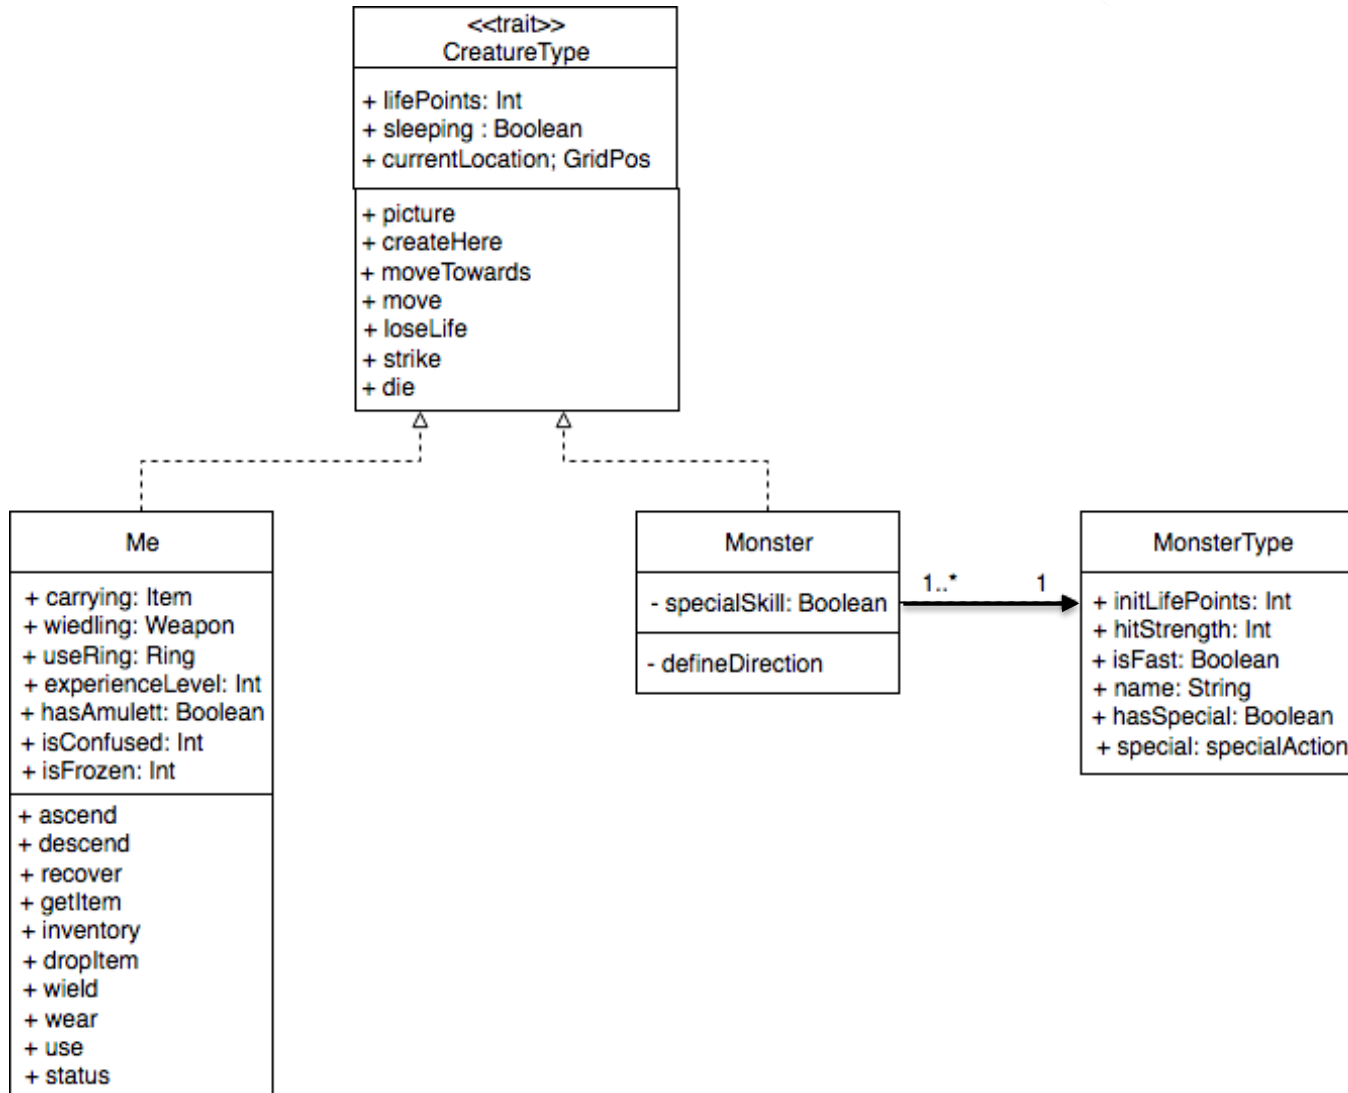 <<trait>>
CreatureType
+ lifePoints: Int
+ sleeping : Boolean
+ currentLocation; GridPos
+ picture
+ createHere
+ moveTowards
+ move
+ loseLife
+ strike
+ die
Me
+ carrying: Item
+ wiedling: Weapon
+ useRing: Ring
+ experienceLevel: Int
+ hasAmulett: Boolean
+ isConfused: Int
+ isFrozen: Int
+ ascend
+ descend
+ recover
+ getItem
+ inventory
+ dropItem
+ wield
+ wear
+ use
+ status
Monster
- specialSkill: Boolean
- defineDirection
1..* 1
MonsterType
+ initLifePoints: Int
+ hitStrength: Int
+ isFast: Boolean
+ name: String
+ hasSpecial: Boolean
+ special: specialAction